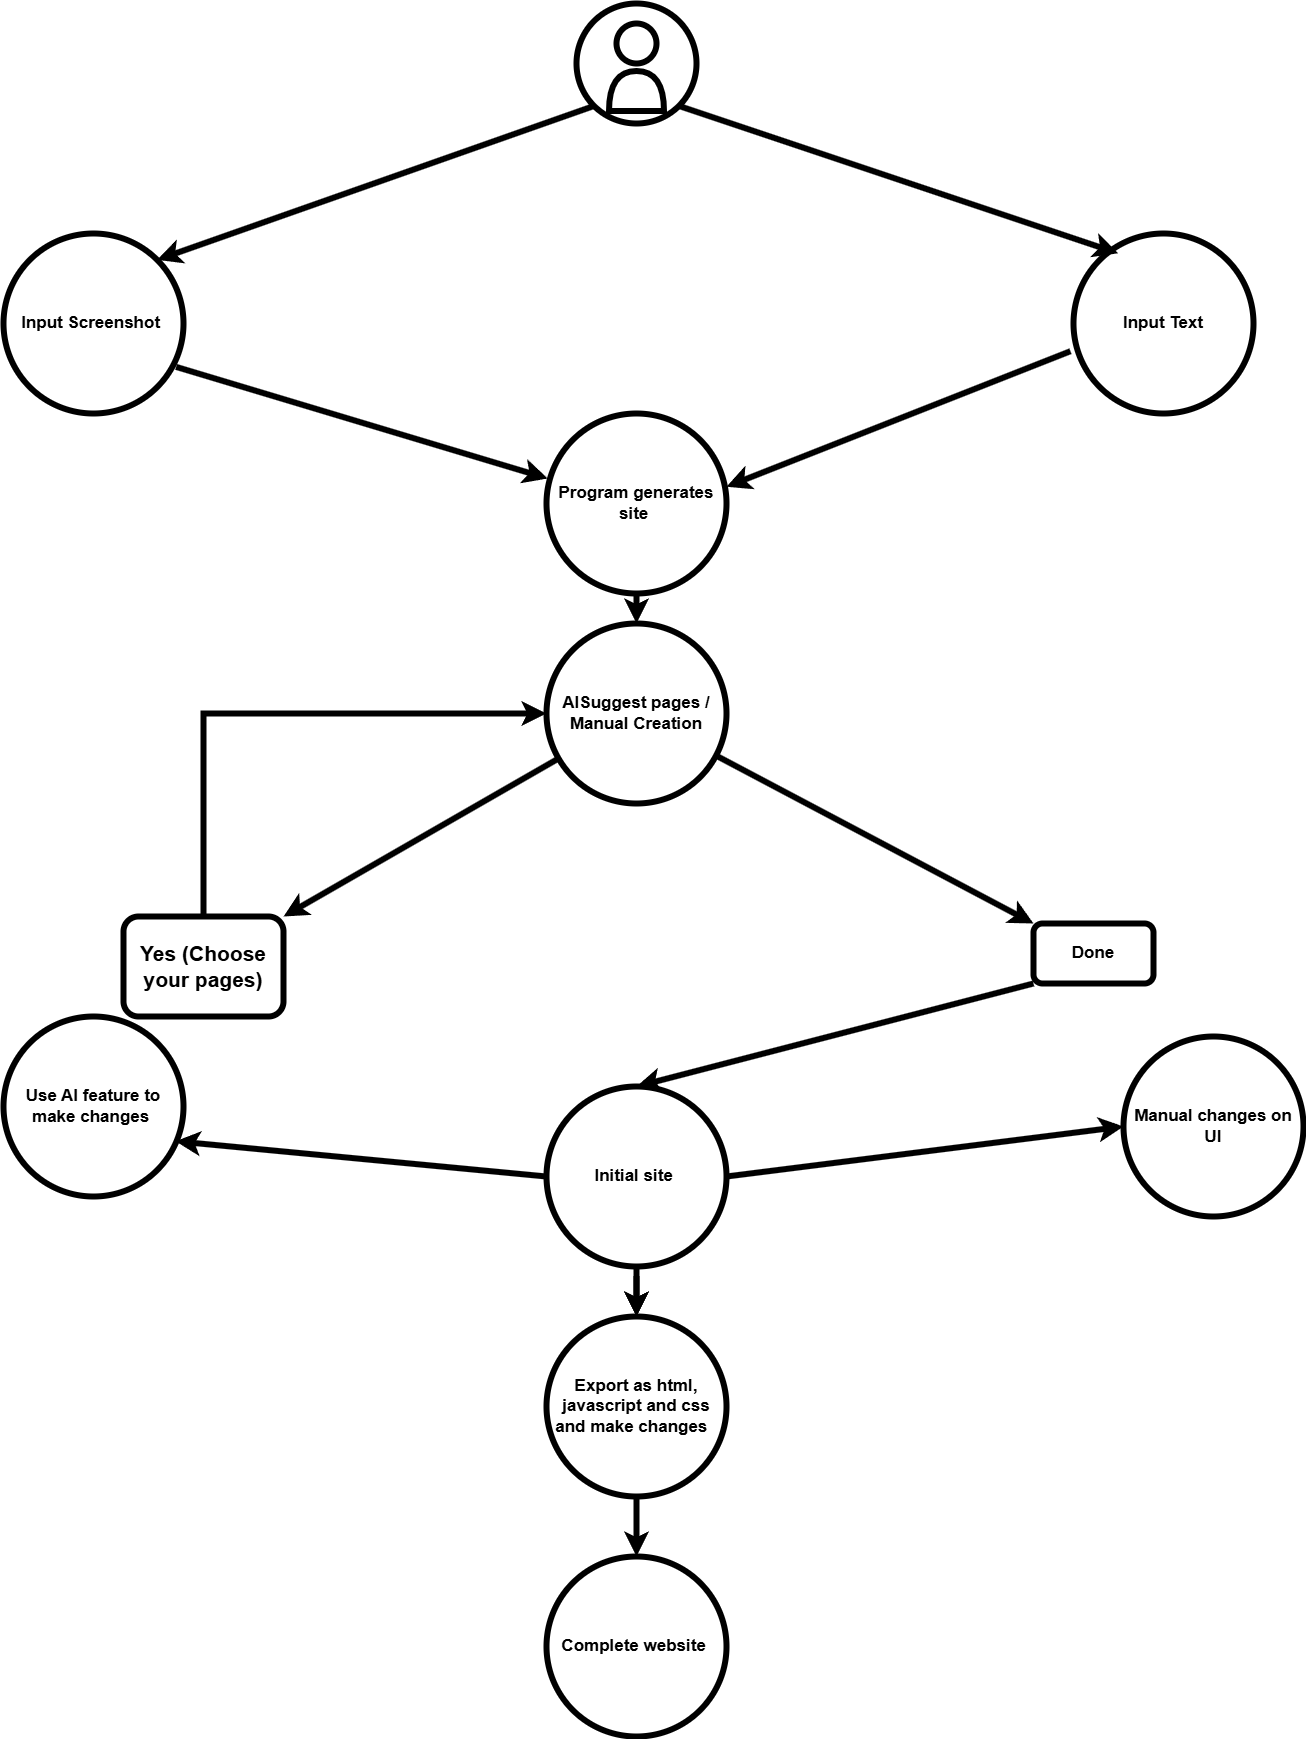 Input Screenshot
Input Text
Program generates
site
AISuggest pages /
Manual Creation
Yes (Choose
your pages)
Done
Use AI feature to
make changes
Initial site
Manual changes on
UI
Export as html,
javascript and css
and make changes
Complete website